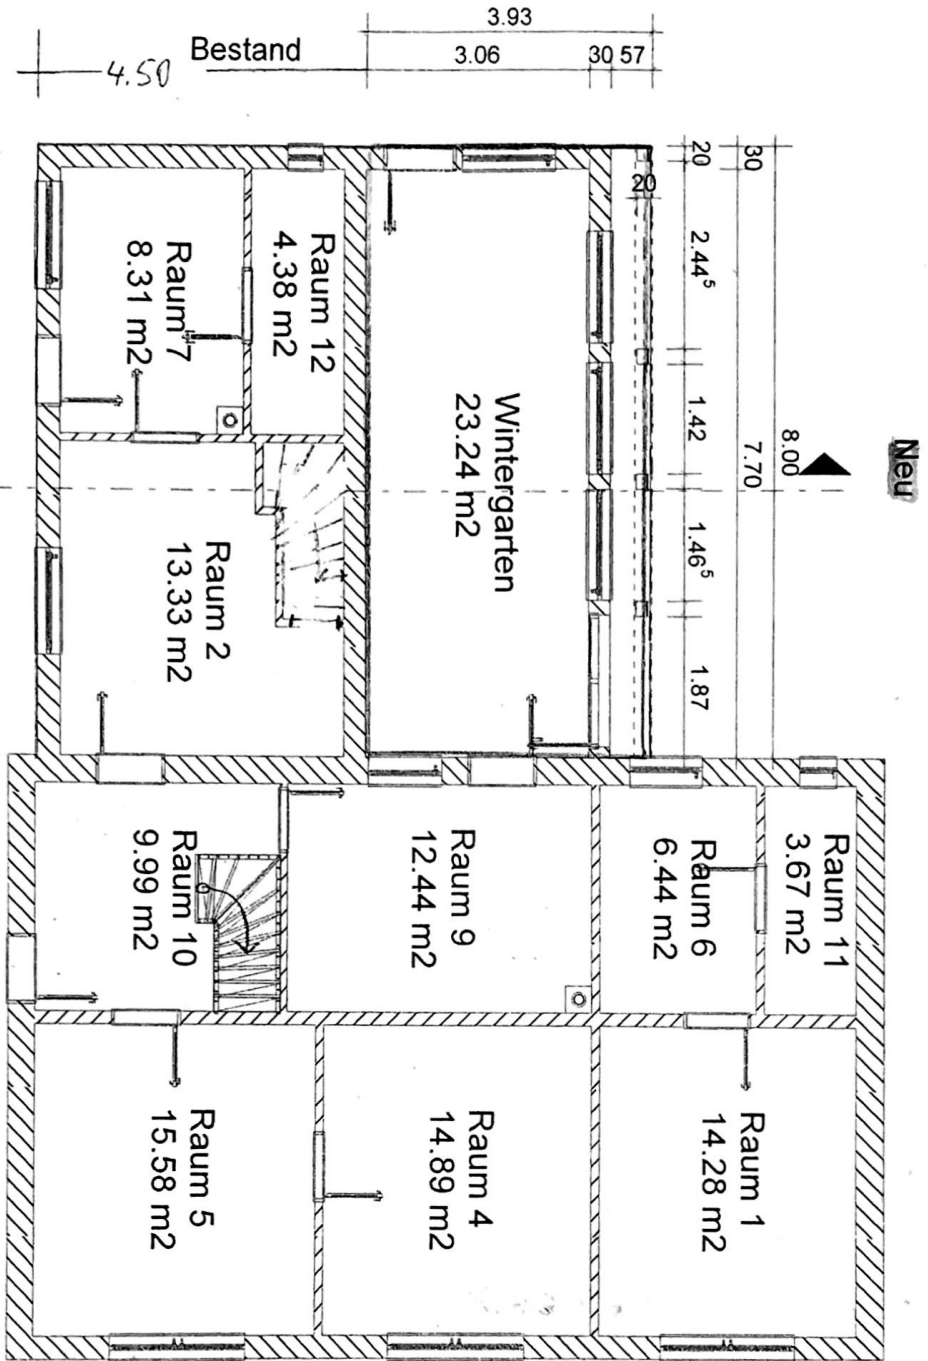 3.93
Bestand
3.06
30
57
4.50
Neu
30
20
20
2.44⁵
1.42
8.00
7.70
1.46⁵
1.87
Raum 12
4.38 m2
Raum 7
8.31 m2
Wintergarten
23.24 m2
Raum 2
13.33 m2
Raum 11
3.67 m2
Raum 6
6.44 m2
Raum 9
12.44 m2
Raum 10
9.99 m2
Raum 1
14.28 m2
Raum 4
14.89 m2
Raum 5
15.58 m2